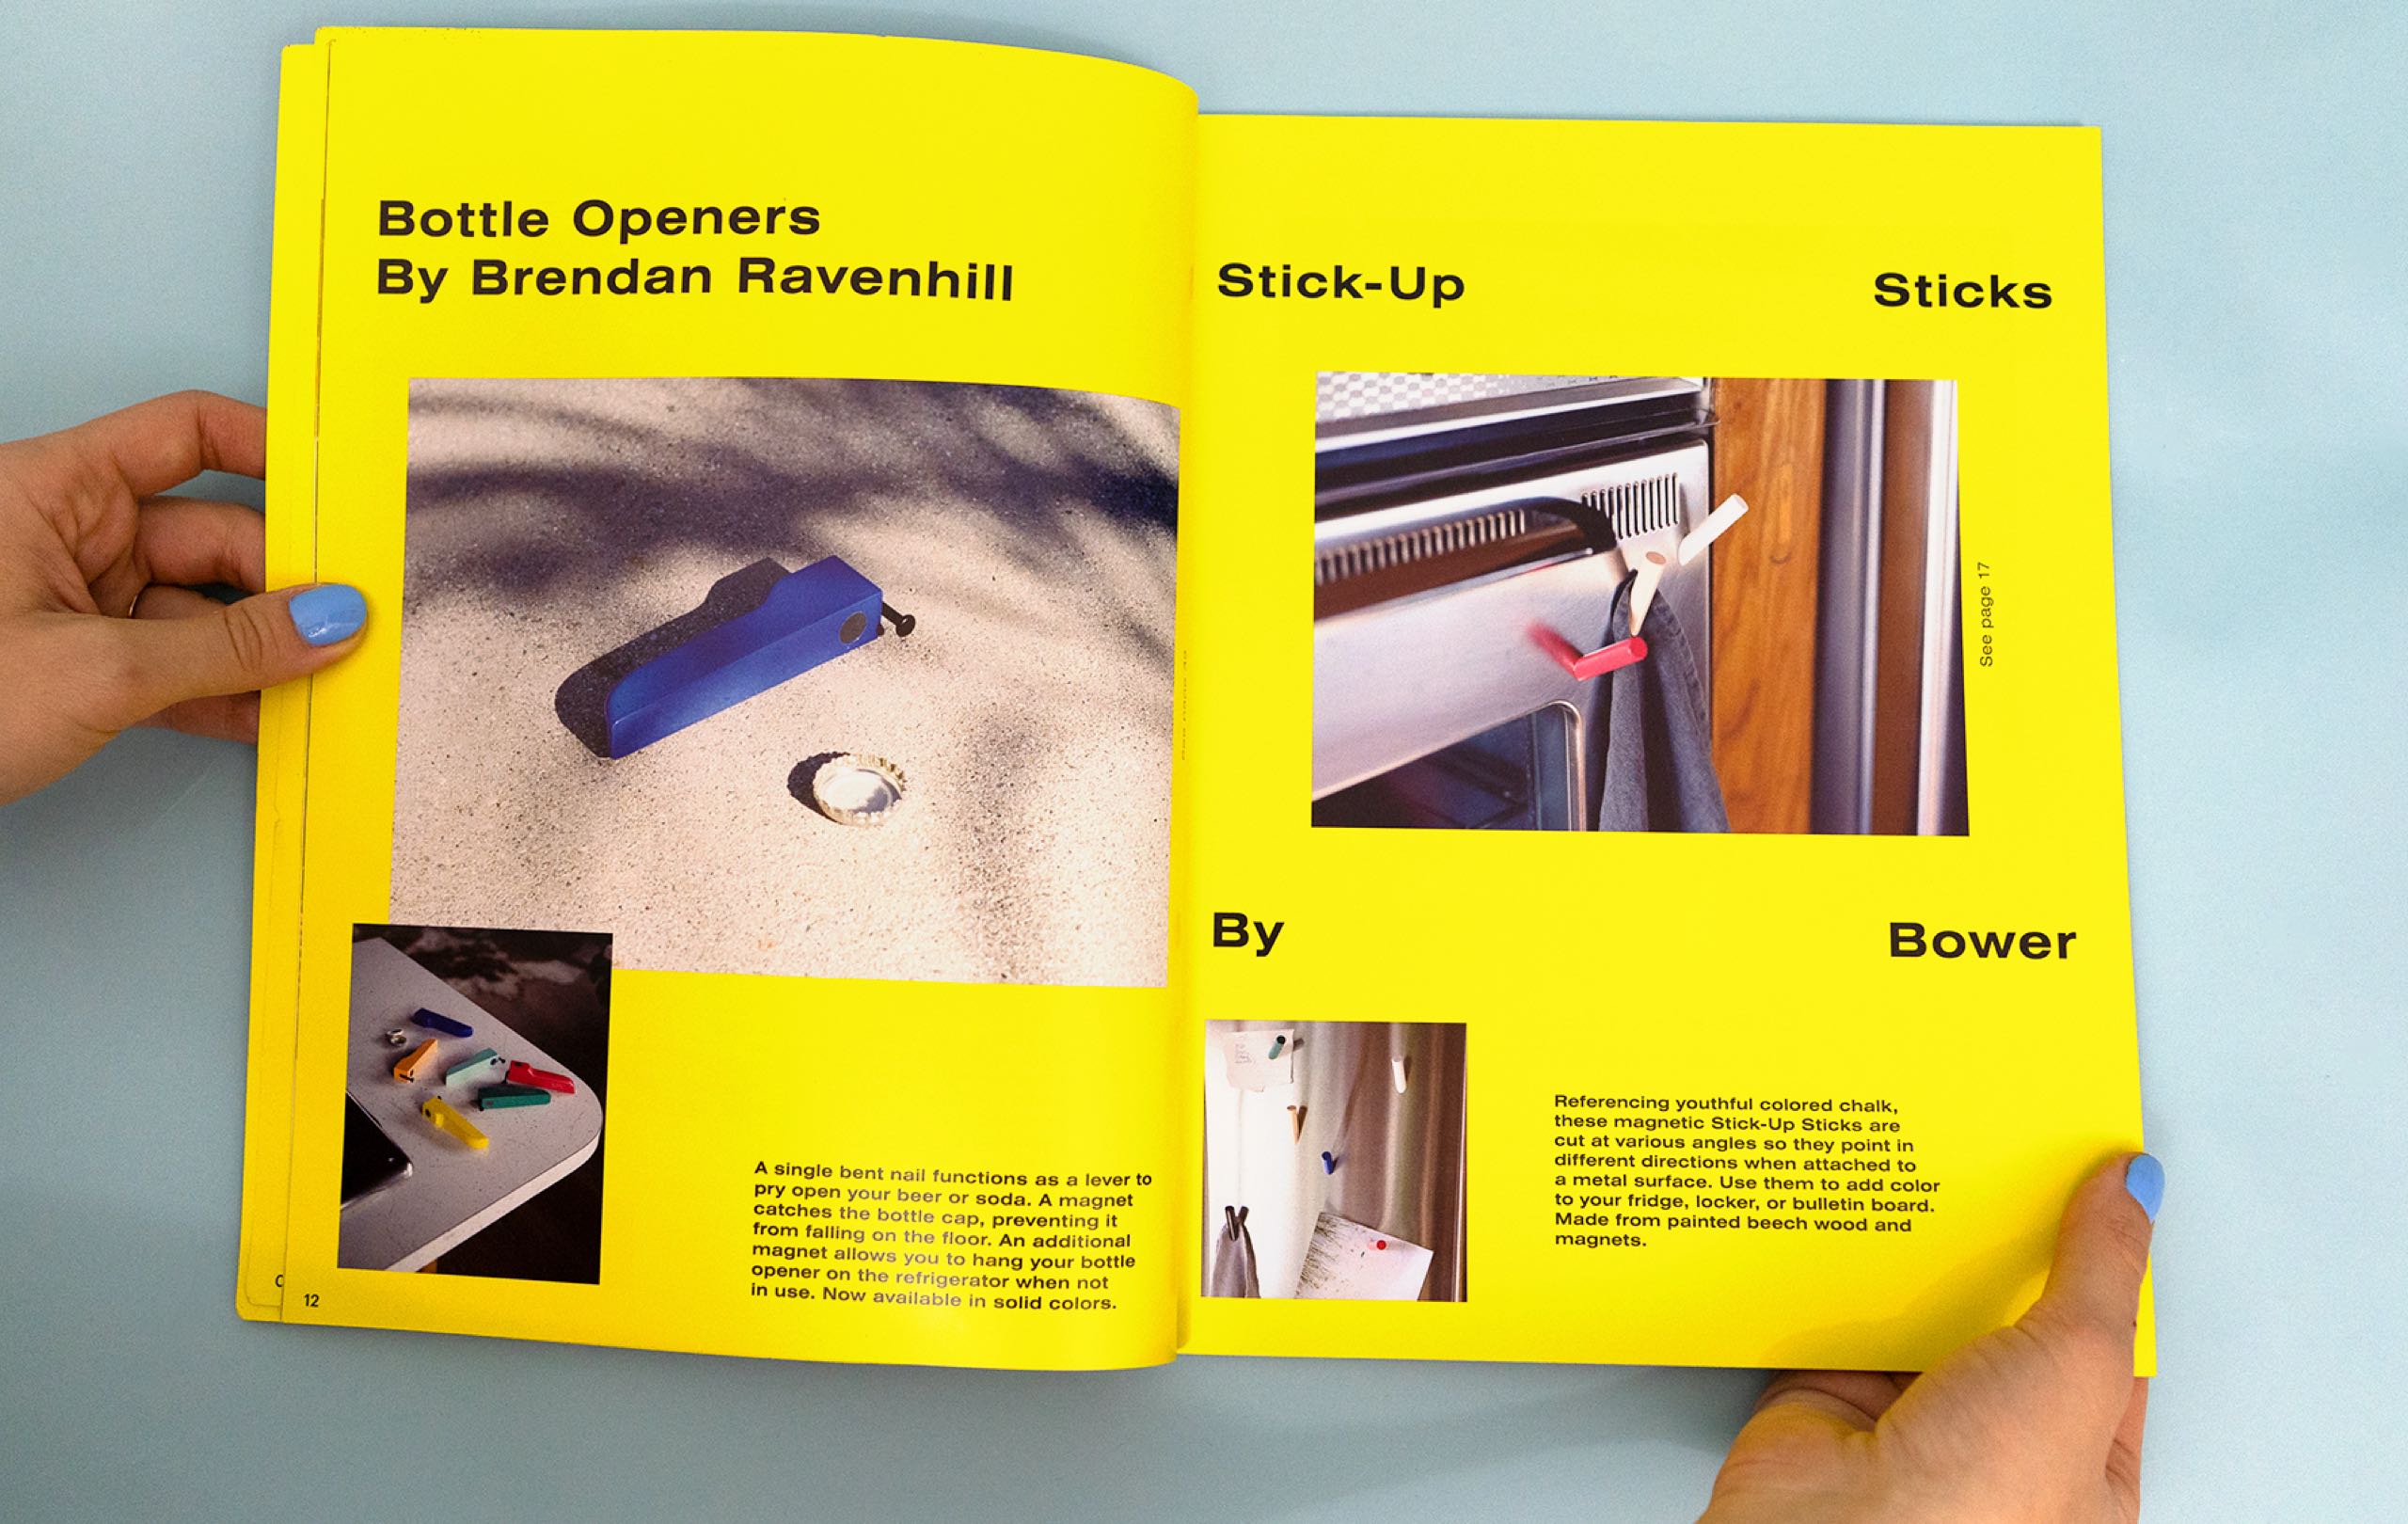 Bottle Openers
By Brendan Ravenhill
A single bent nail functions as a lever to
pry open your beer or soda. A magnet
catches the bottle cap, preventing it
from falling on the floor. An additional
magnet allows you to hang your bottle
opener on the refrigerator when not
in use. Now available in solid colors.
12
Stick-Up Sticks
See page 17
By Bower
Referencing youthful colored chalk,
these magnetic Stick-Up Sticks are
cut at various angles so they point in
different directions when attached to
a metal surface. Use them to add color
to your fridge, locker, or bulletin board.
Made from painted beech wood and
magnets.